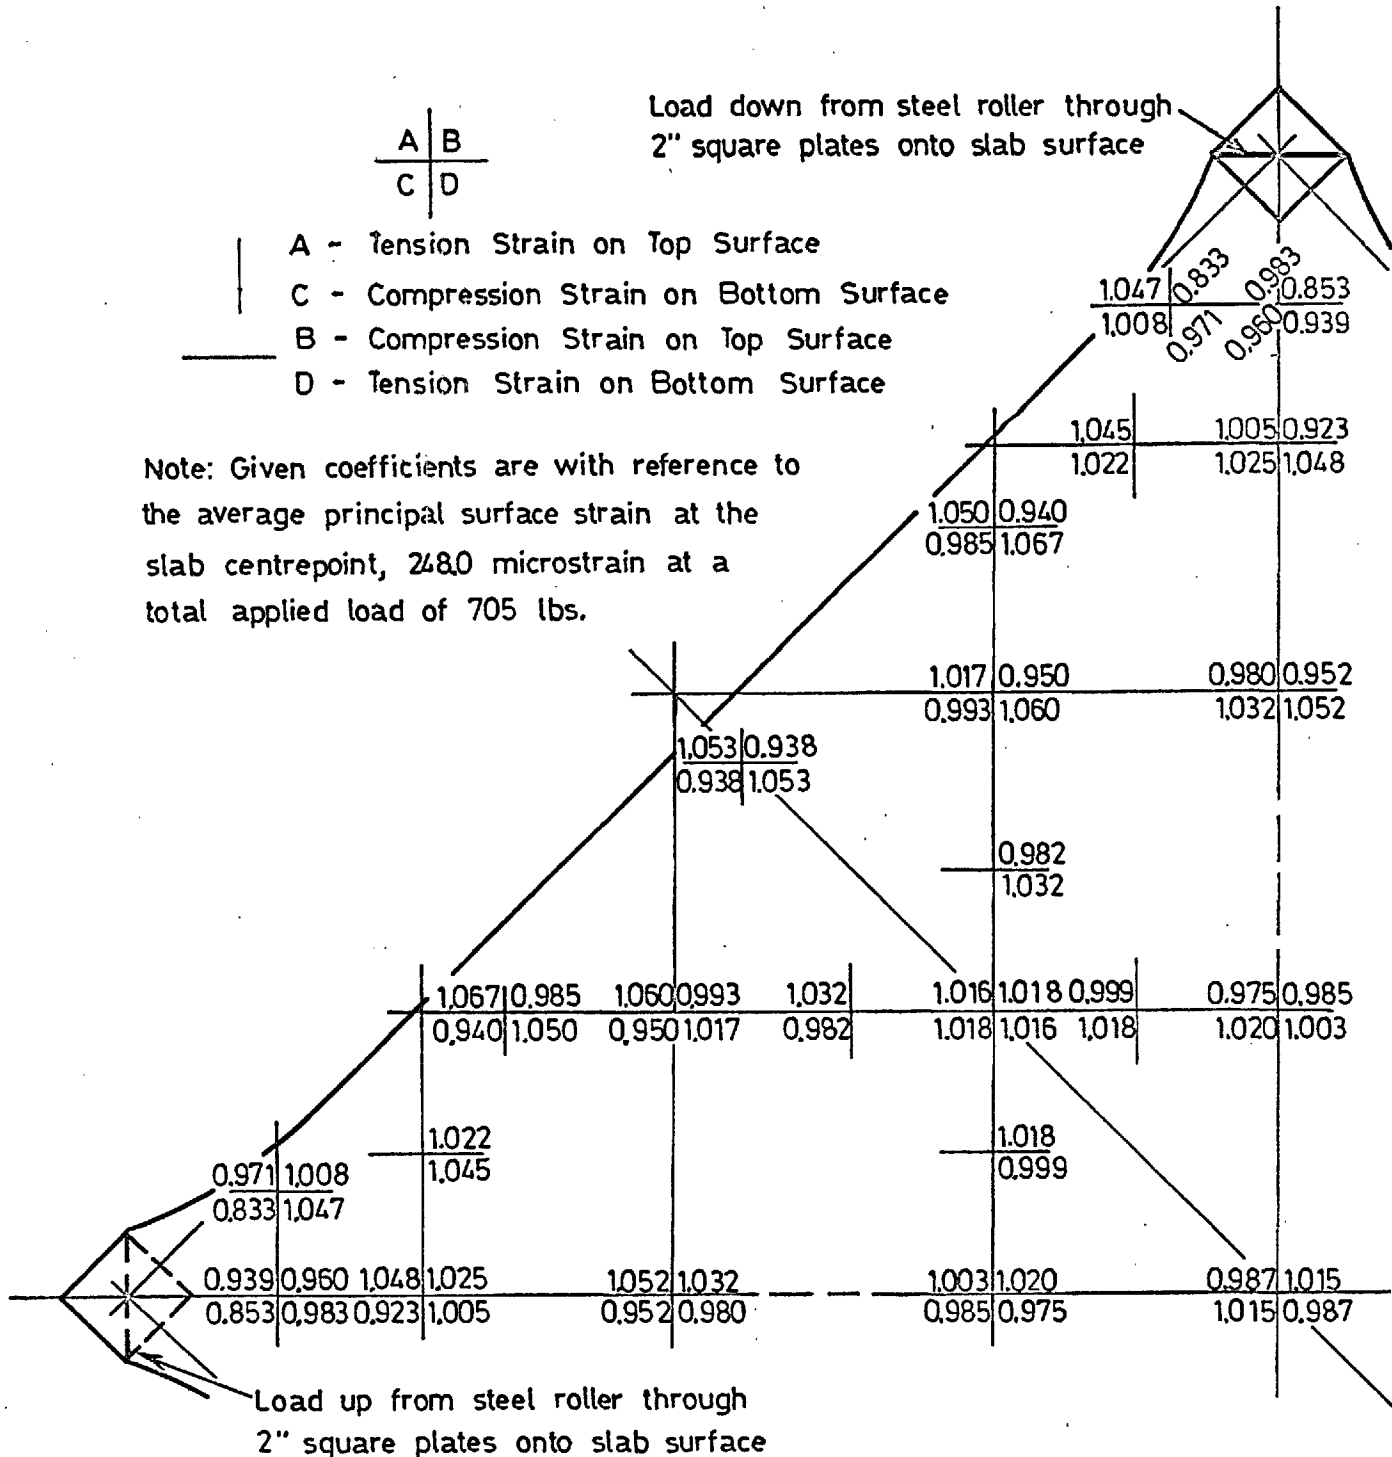 Load down from steel roller through
2" square plates onto slab surface
A B
C D
A - Tension Strain on Top Surface
C - Compression Strain on Bottom Surface
B - Compression Strain on Top Surface
D - Tension Strain on Bottom Surface
Note: Given coefficients are with reference to
the average principal surface strain at the
slab centrepoint, 248.0 microstrain at a
total applied load of 705 lbs.
1.047 0.833 0.983 0.853
1.008 0.971 0.960 0.939
1.045 1.005 0.923
1.022 1.025 1.048
1.050 0.940
0.985 1.067
1.017 0.950 0.980 0.952
0.993 1.060 1.032 1.052
1.053 0.938
0.938 1.053
0.982
1.032
1.067 0.985 1.060 0.993 1.032 1.016 1.018 0.999 0.975 0.985
0.940 1.050 0.950 1.017 0.982 1.018 1.016 1.018 1.020 1.003
1.022 1.018
1.045 0.999
0.971 1.008
0.833 1.047
0.939 0.960 1.048 1.025 1.052 1.032 1.003 1.020 0.987 1.015
0.853 0.983 0.923 1.005 0.952 0.980 0.985 0.975 1.015 0.987
Load up from steel roller through
2" square plates onto slab surface